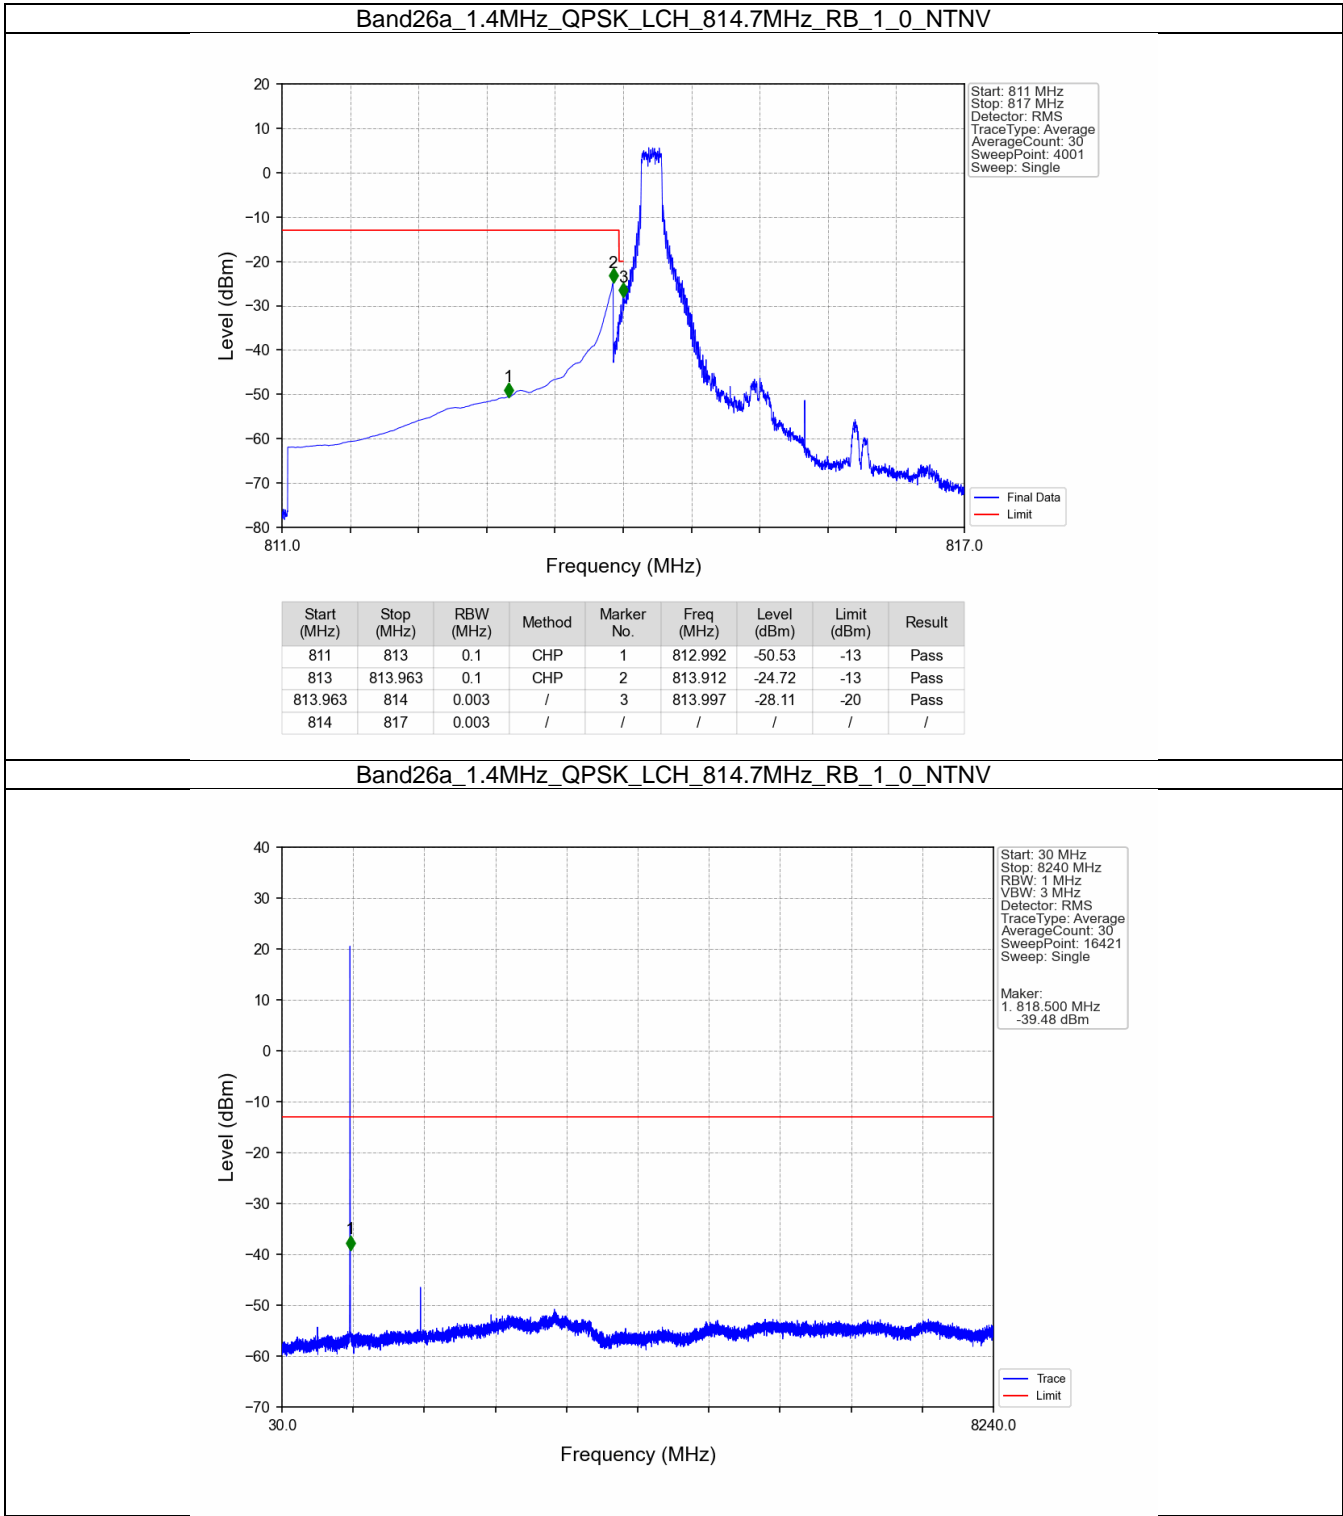 Band26a_1.4MHz_QPSK_LCH_814.7MHz_RB_1_0_NTNV
20
10
0
−10
−20
−30
−40
−50
−60
−70
−80
Level (dBm)
1
2
3
811.0
817.0
Frequency (MHz)
Start: 811 MHz
Stop: 817 MHz
Detector: RMS
TraceType: Average
AverageCount: 30
SweepPoint: 4001
Sweep: Single
Final Data
Limit
Start (MHz) Stop (MHz) RBW (MHz) Method Marker No. Freq (MHz) Level (dBm) Limit (dBm) Result
811 813 0.1 CHP 1 812.992 -50.53 -13 Pass
813 813.963 0.1 CHP 2 813.912 -24.72 -13 Pass
813.963 814 0.003 / 3 813.997 -28.11 -20 Pass
814 817 0.003 / / / / / /
Band26a_1.4MHz_QPSK_LCH_814.7MHz_RB_1_0_NTNV
40
30
20
10
0
−10
−20
−30
−40
−50
−60
−70
Level (dBm)
1
30.0
8240.0
Frequency (MHz)
Start: 30 MHz
Stop: 8240 MHz
RBW: 1 MHz
VBW: 3 MHz
Detector: RMS
TraceType: Average
AverageCount: 30
SweepPoint: 16421
Sweep: Single
Maker:
1. 818.500 MHz
-39.48 dBm
Trace
Limit